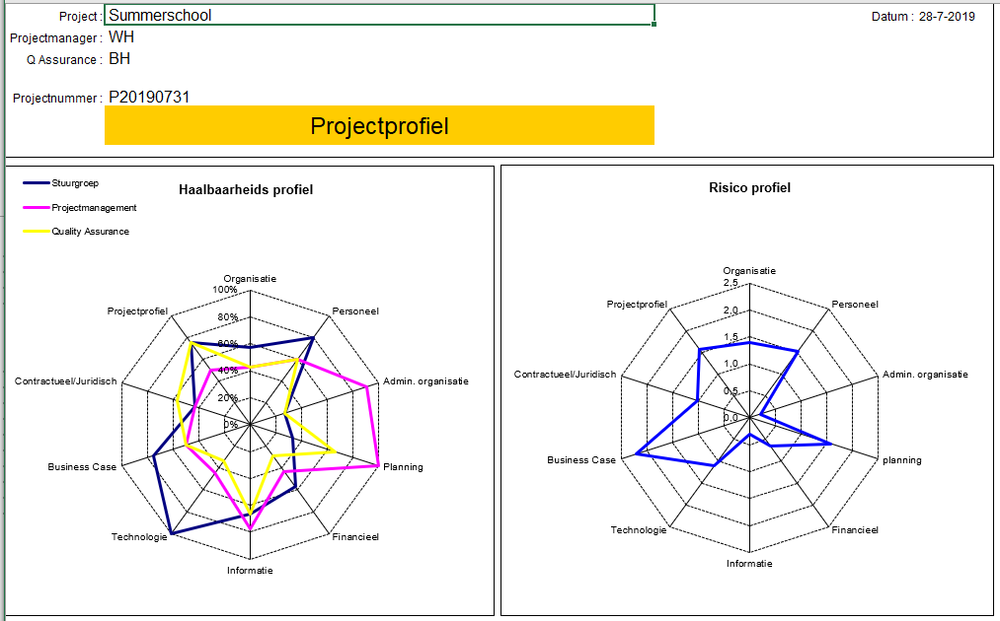 Project : Summerschool Datum : 28-7-2019
Projectmanager : WH
Q Assurance : BH
Projectnummer : P20190731
Projectprofiel
Stuurgroep
Projectmanagement
Quality Assurance
Haalbaarheids profiel
Organisatie
100%
80%
60%
40%
20%
0%
Personeel
Admin. organisatie
Planning
Financieel
Informatie
Technologie
Business Case
Contractueel/Juridisch
Projectprofiel
Risico profiel
Organisatie
2,5
2,0
1,5
1,0
0,5
0,0
Personeel
Admin. organisatie
planning
Financieel
Informatie
Technologie
Business Case
Contractueel/Juridisch
Projectprofiel